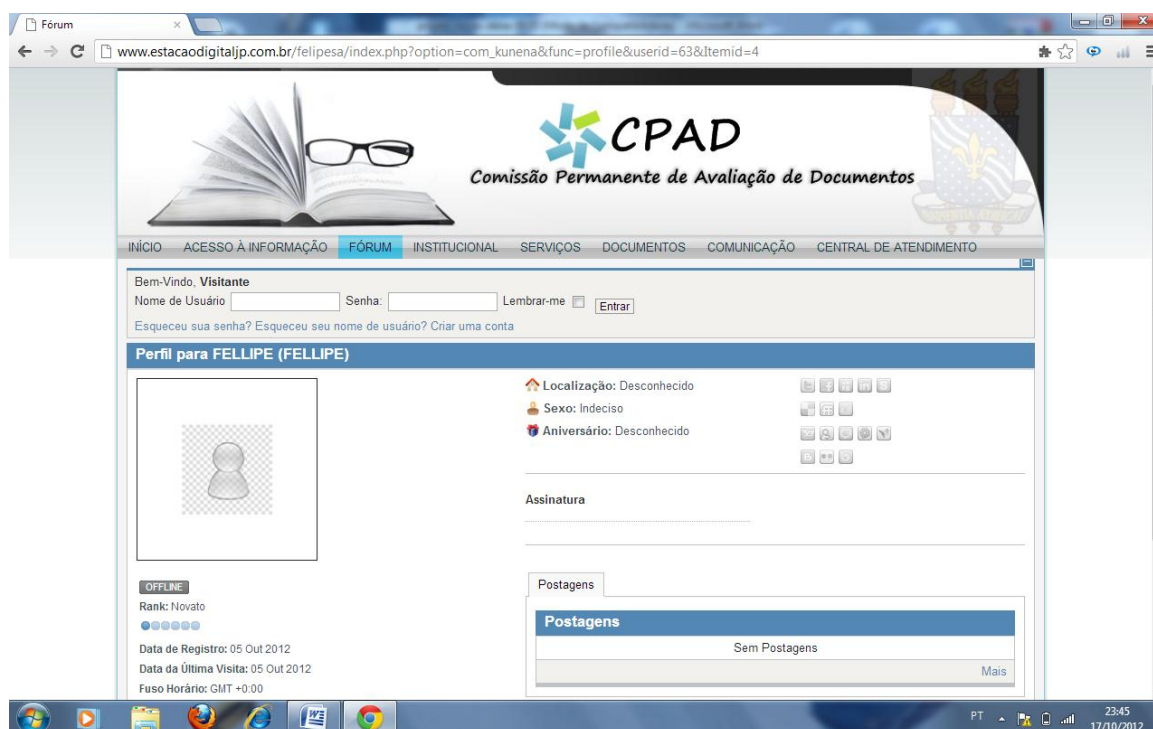 Fórum
www.estacaodigitaljp.com.br/felipesa/index.php?option=com_kunena&func=profile&userid=63&Itemid=4
CPAD
Comissão Permanente de Avaliação de Documentos
INÍCIO ACESSO À INFORMAÇÃO FÓRUM INSTITUCIONAL SERVIÇOS DOCUMENTOS COMUNICAÇÃO CENTRAL DE ATENDIMENTO
Bem-Vindo, Visitante
Nome de Usuário Senha: Lembrar-me Entrar
Esqueceu sua senha? Esqueceu seu nome de usuário? Criar uma conta
Perfil para FELLIPE (FELLIPE)
Localização: Desconhecido
Sexo: Indeciso
Aniversário: Desconhecido
Assinatura
OFFLINE
Rank: Novato
Data de Registro: 05 Out 2012
Data da Última Visita: 05 Out 2012
Fuso Horário: GMT +0:00
Postagens
Postagens
Sem Postagens
Mais
PT 23:45
17/10/2012